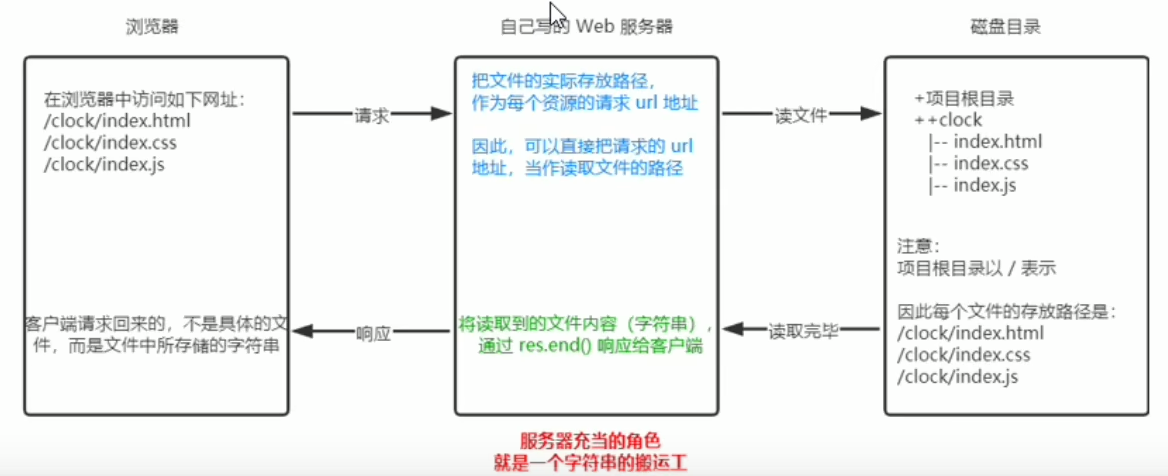 浏览器
自己写的 Web 服务器
磁盘目录
在浏览器中访问如下网址：
/clock/index.html
/clock/index.css
/clock/index.js
请求
把文件的实际存放路径，
作为每个资源的请求 url 地址
因此，可以直接把请求的 url
地址，当作读取文件的路径
读文件
+项目根目录
++clock
|-- index.html
|-- index.css
|-- index.js
注意：
项目根目录以 / 表示
因此每个文件的存放路径是：
/clock/index.html
/clock/index.css
/clock/index.js
读取完毕
将读取到的文件内容（字符串），
通过 res.end() 响应给客户端
响应
客户端请求回来的，不是具体的文
件，而是文件中所存储的字符串
服务器充当的角色
就是一个字符串的搬运工